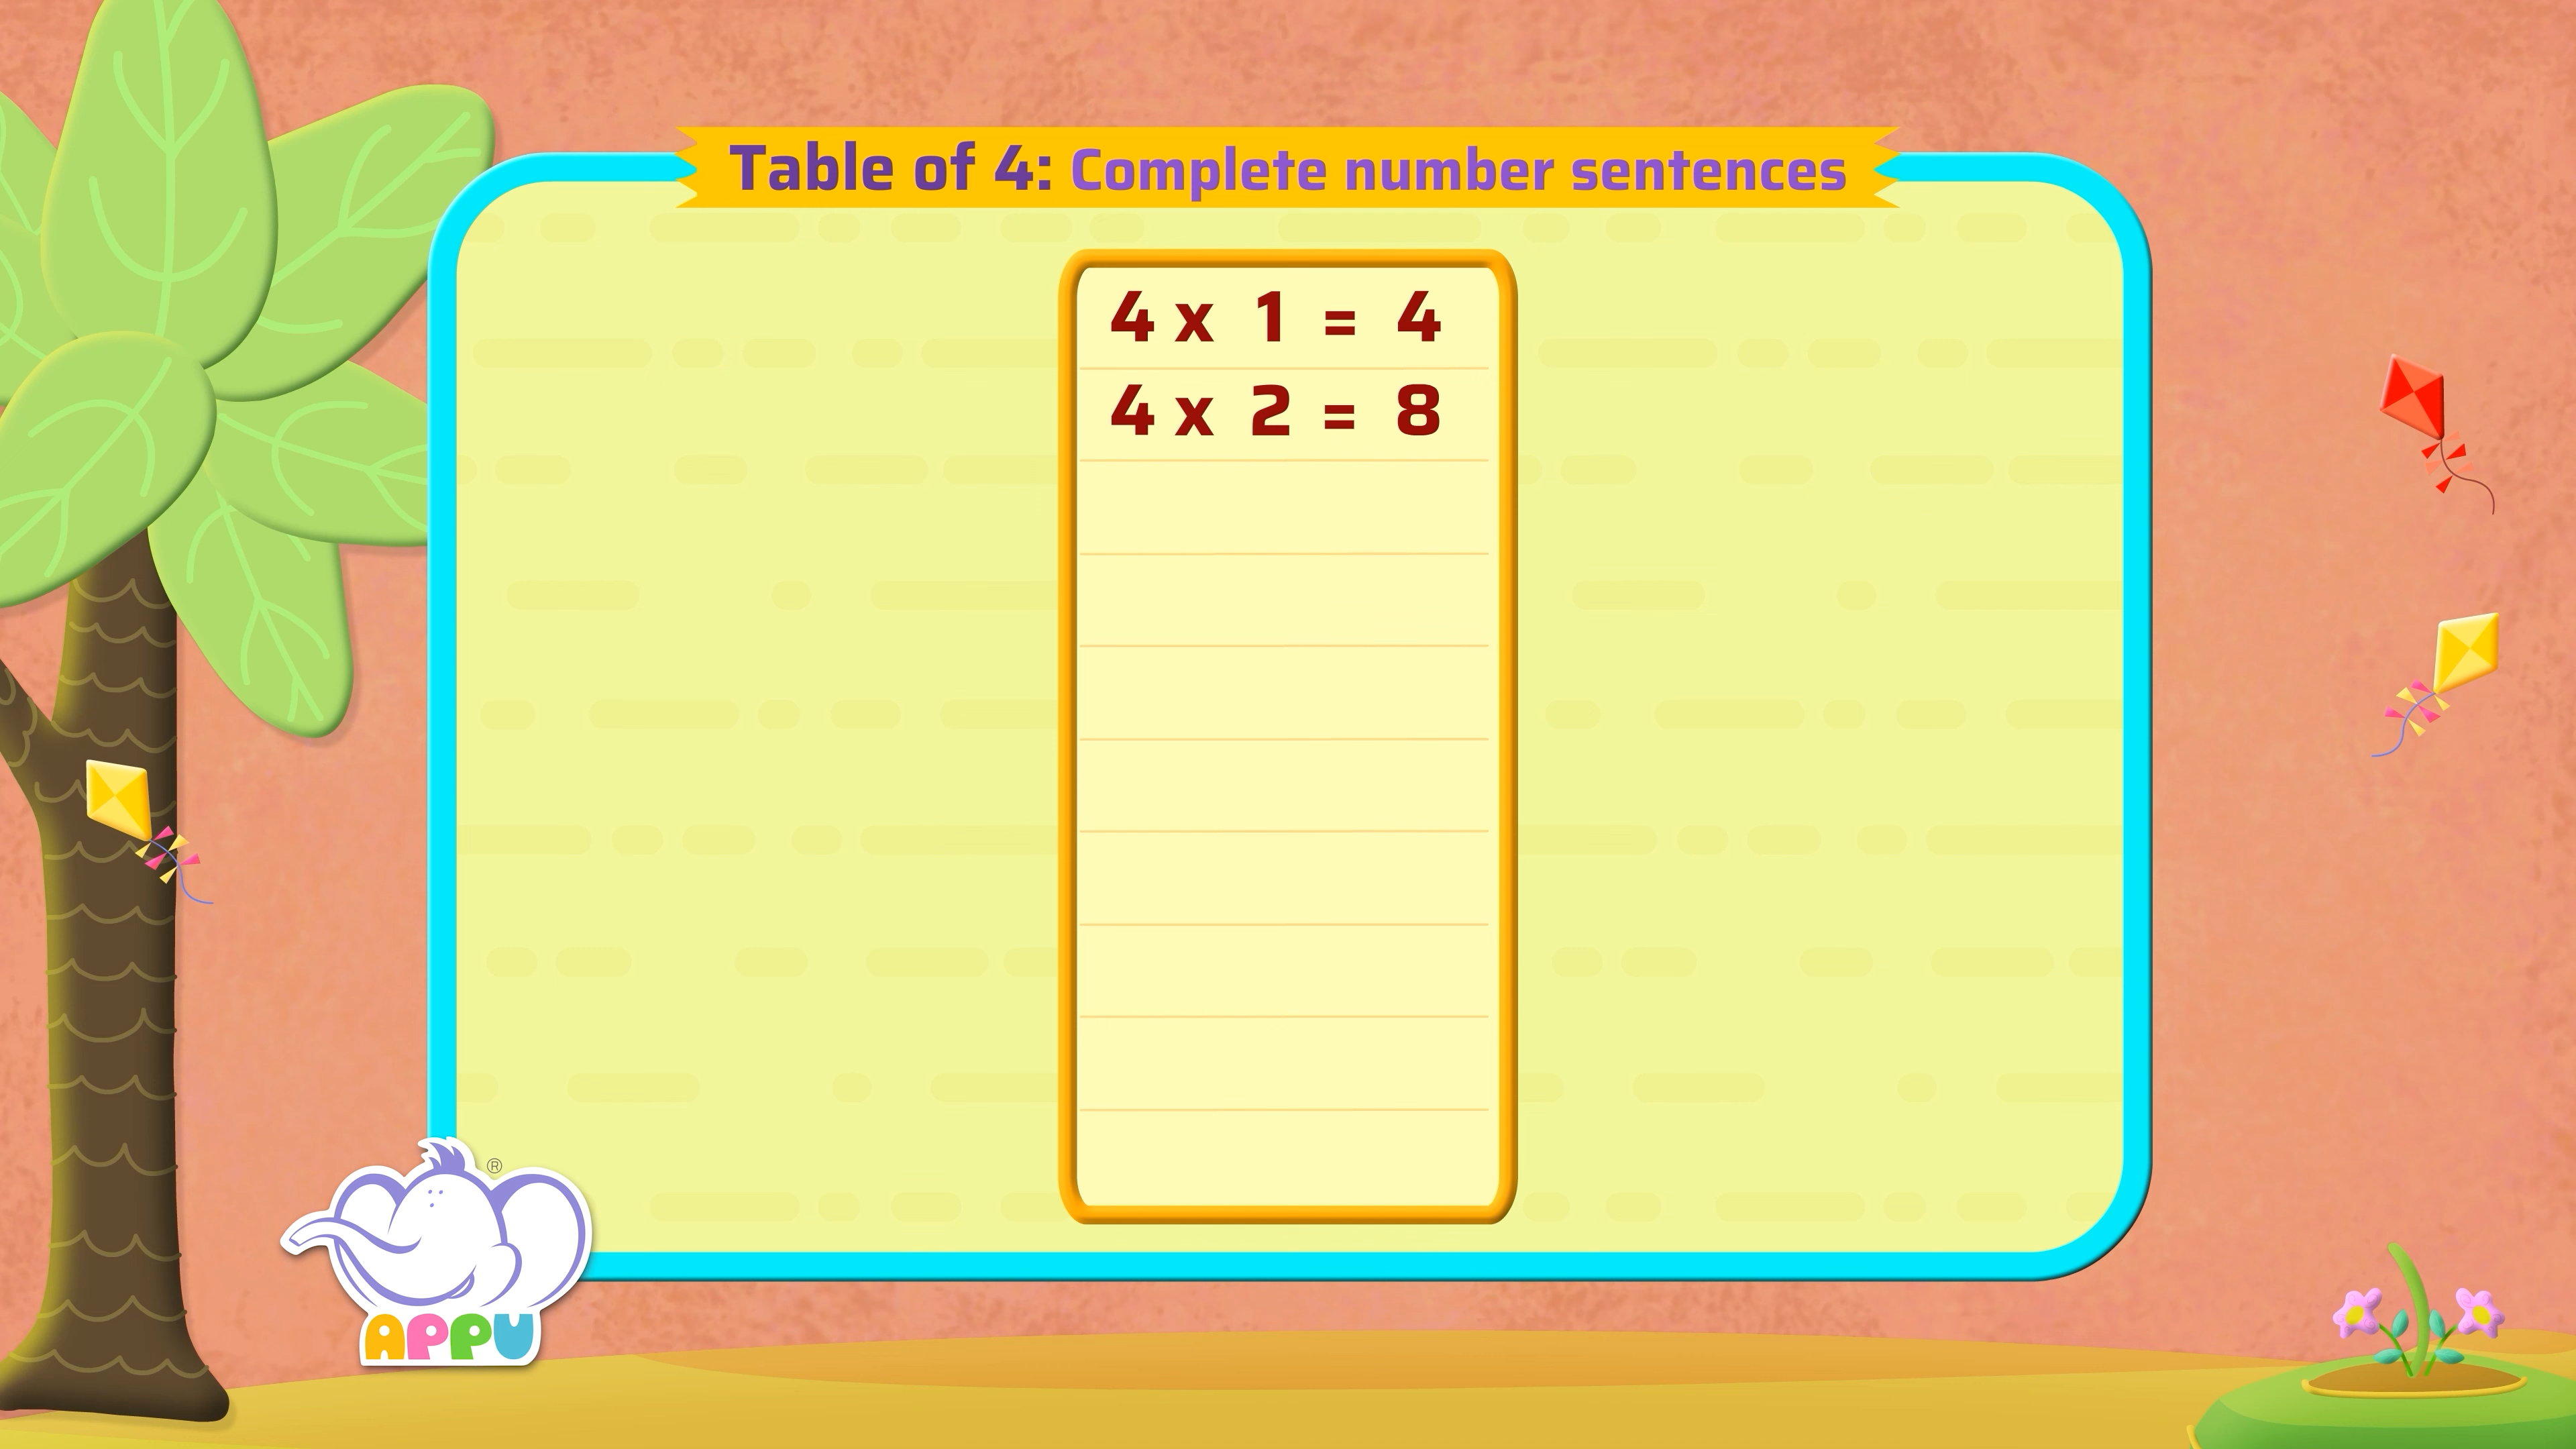 Table of 4: Complete number sentences
4 x 1 = 4
4 x 2 = 8
®
APPU